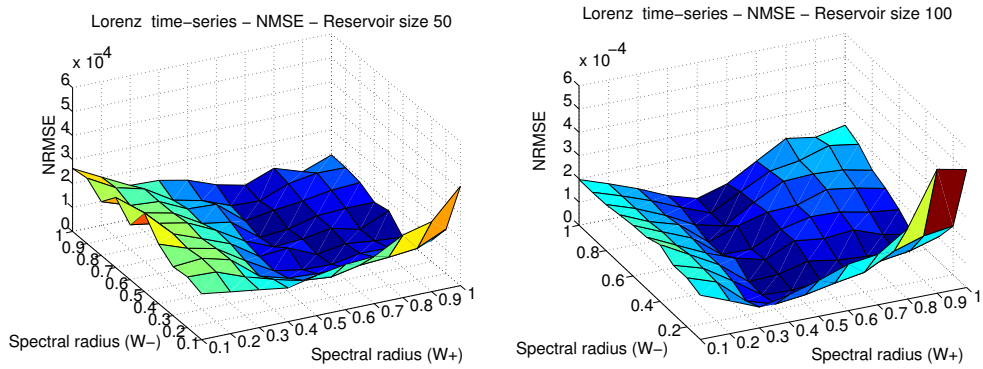 Lorenz time−series − NMSE − Reservoir size 50
x 10^−4
6
5
4
3
2
1
0
NRMSE
1
0.9
0.8
0.7
0.6
0.5
0.4
0.3
0.2
0.1
Spectral radius (W−)
0.1 0.2 0.3 0.4 0.5 0.6 0.7 0.8 0.9 1
Spectral radius (W+)
Lorenz time−series − NMSE − Reservoir size 100
x 10^−4
6
5
4
3
2
1
0
NRMSE
1
0.8
0.6
0.4
0.2
Spectral radius (W−)
0.1 0.2 0.3 0.4 0.5 0.6 0.7 0.8 0.9 1
Spectral radius (W+)